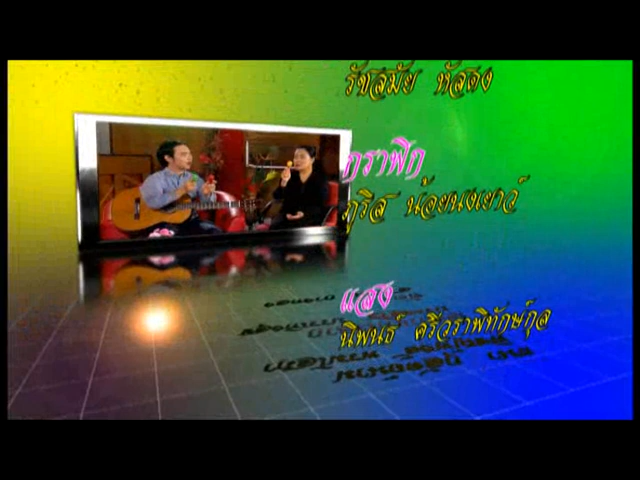 รัชสมัย หัสดง
กราฟิก
ภูริส น้อยนงเยาว์
แสง
นิพนธ์ ศรีวราพิทักษ์กุล